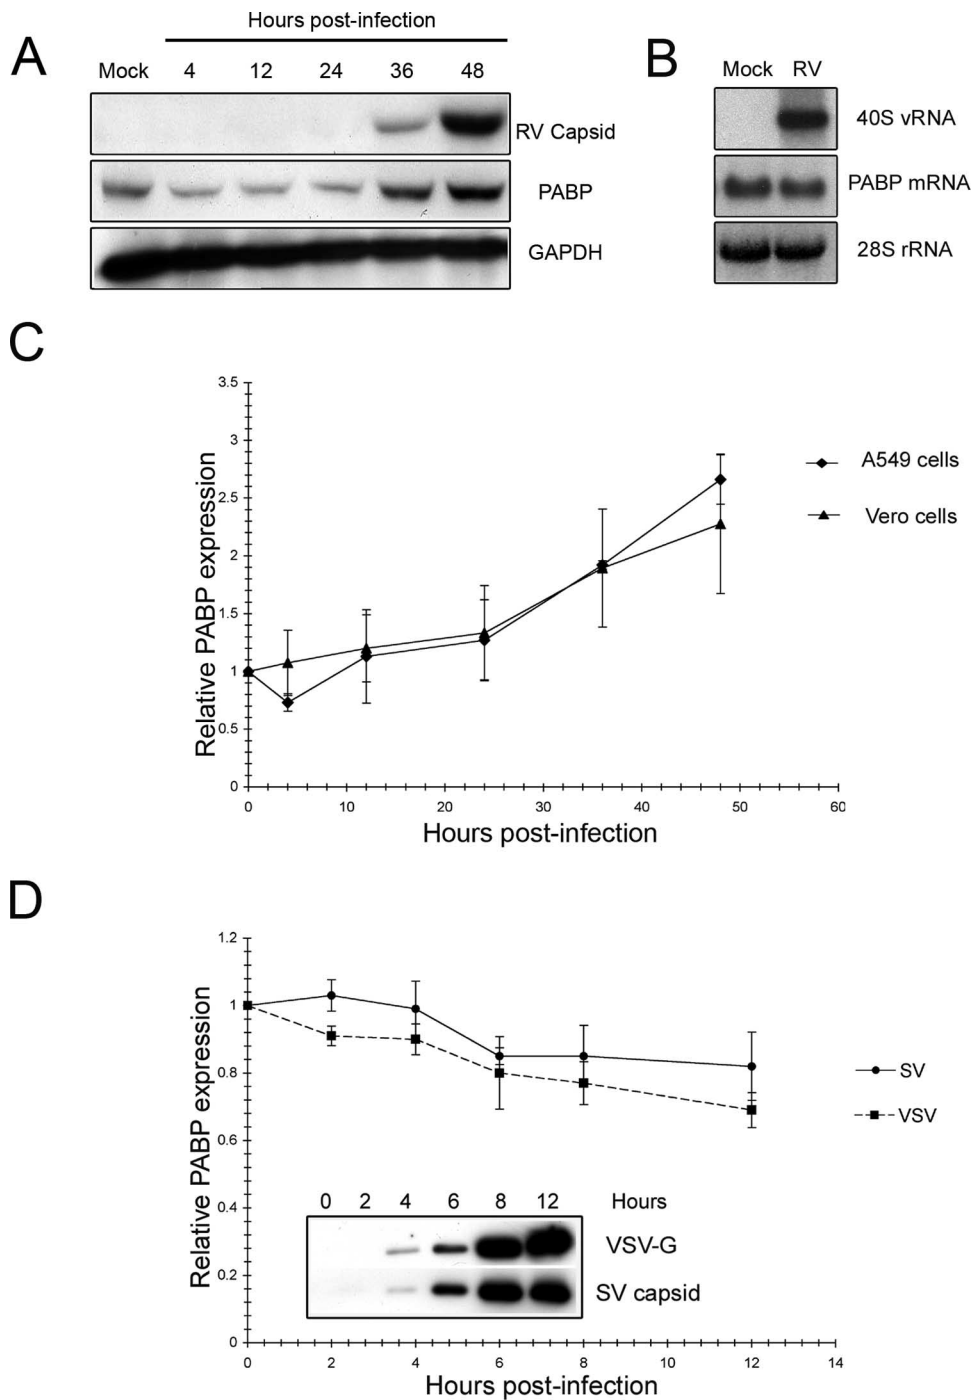 A
Hours post-infection
Mock 4 12 24 36 48
RV Capsid
PABP
GAPDH
B
Mock RV
40S vRNA
PABP mRNA
28S rRNA
C
3.5
3
2.5
2
1.5
1
0.5
0
Relative PABP expression
0 10 20 30 40 50 60
Hours post-infection
A549 cells
Vero cells
D
1.2
1
0.8
0.6
0.4
0.2
0
Relative PABP expression
SV
VSV
0 2 4 6 8 12 Hours
VSV-G
SV capsid
0 2 4 6 8 10 12 14
Hours post-infection